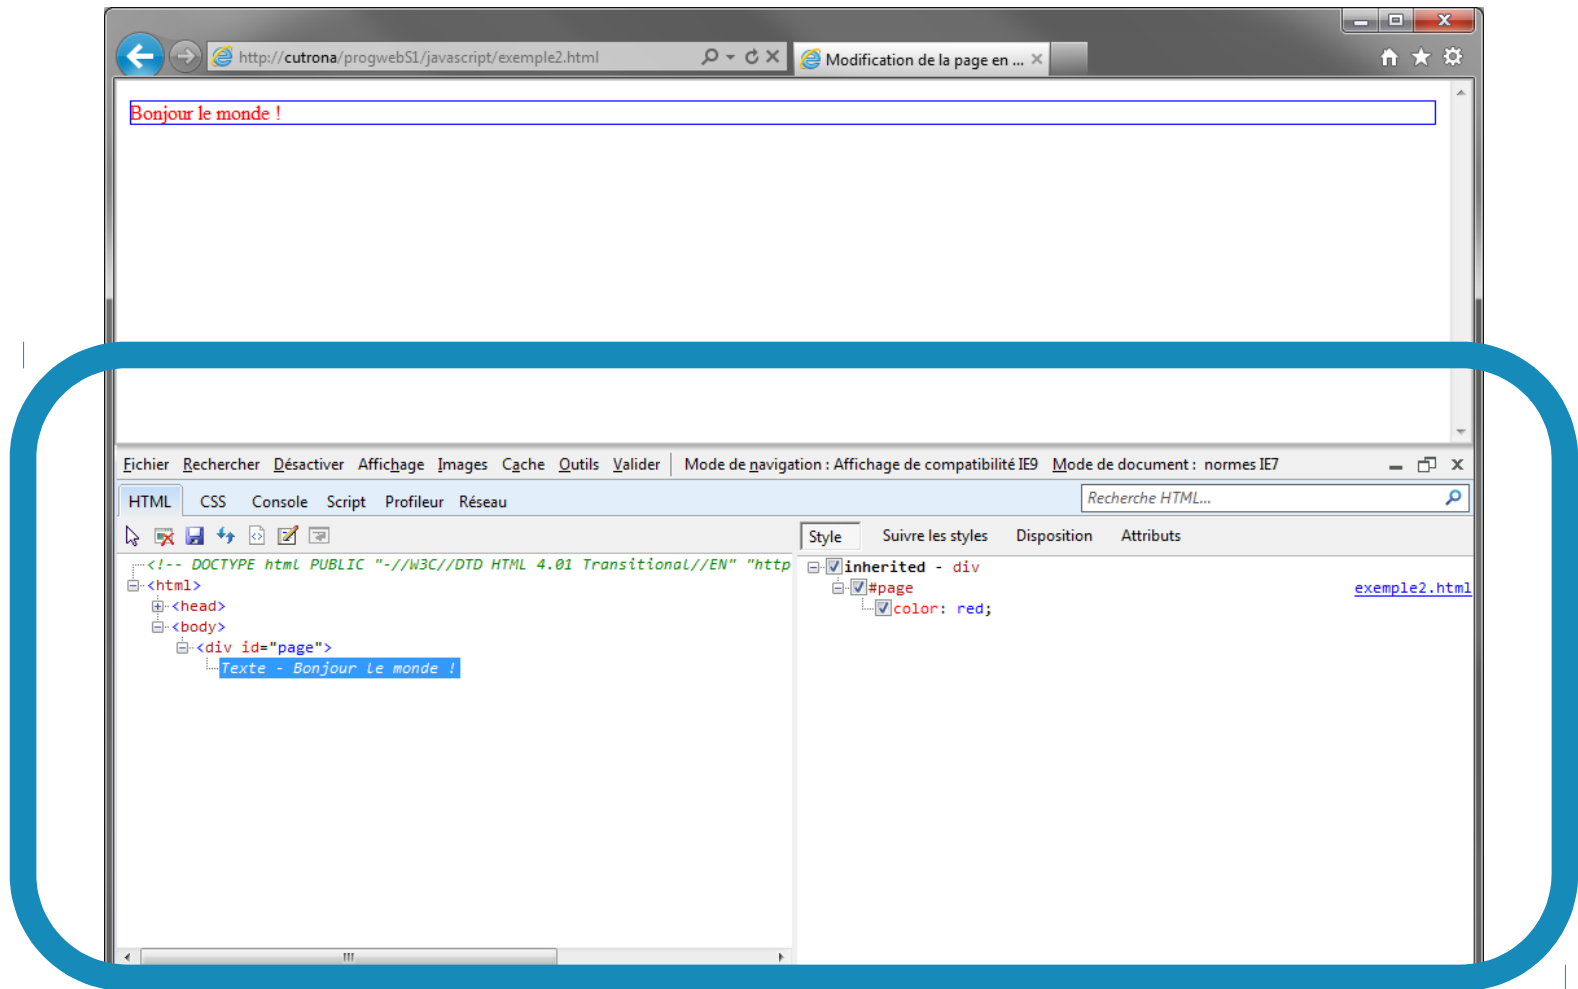 http://cutrona/progwebS1/javascript/exemple2.html
Modification de la page en ...
Bonjour le monde !
Fichier Rechercher Désactiver Affichage Images Cache Outils Valider Mode de navigation : Affichage de compatibilité IE9 Mode de document : normes IE7
HTML CSS Console Script Profileur Réseau Recherche HTML...
Style Suivre les styles Disposition Attributs
<!-- DOCTYPE html PUBLIC "-//W3C//DTD HTML 4.01 Transitional//EN" "http
<html>
<head>
<body>
<div id="page">
Texte - Bonjour le monde !
inherited - div
#page exemple2.html
color: red;